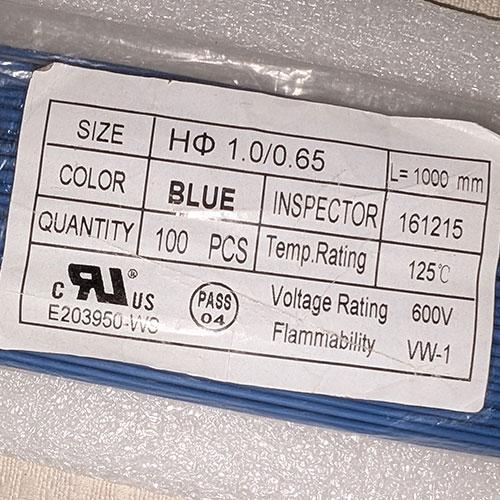 SIZE HΦ 1.0/0.65 L= 1000 mm
COLOR BLUE INSPECTOR 161215
QUANTITY 100 PCS Temp.Rating 125℃
c RU ® US PASS 04 Voltage Rating 600V
E203950-WS Flammability VW-1